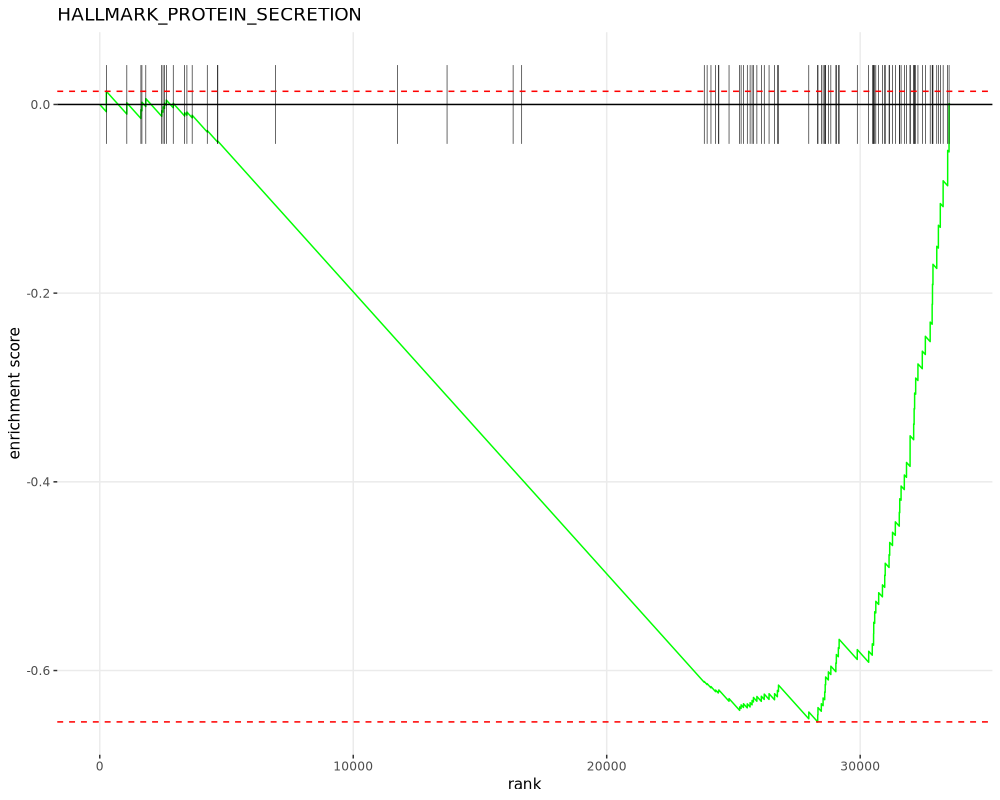 HALLMARK_PROTEIN_SECRETION
0.0
-0.2
-0.4
-0.6
enrichment score
0
10000
20000
30000
rank